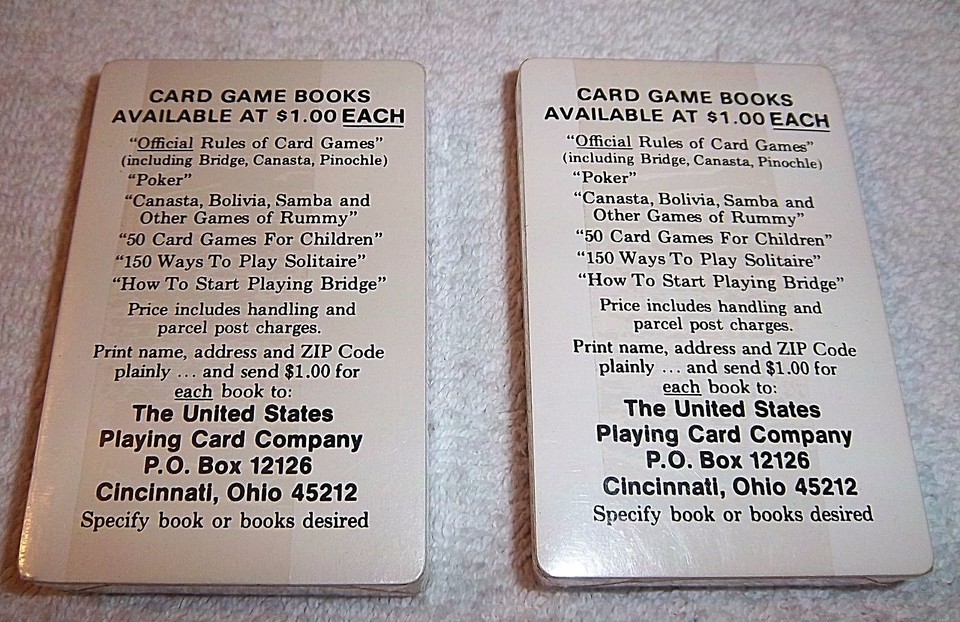 CARD GAME BOOKS
AVAILABLE AT $1.00 EACH
"Official Rules of Card Games"
(including Bridge, Canasta, Pinochle)
"Poker"
"Canasta, Bolivia, Samba and
Other Games of Rummy"
"50 Card Games For Children"
"150 Ways To Play Solitaire"
"How To Start Playing Bridge"
Price includes handling and
parcel post charges.
Print name, address and ZIP Code
plainly ... and send $1.00 for
each book to:
The United States
Playing Card Company
P.O. Box 12126
Cincinnati, Ohio 45212
Specify book or books desired
CARD GAME BOOKS
AVAILABLE AT $1.00 EACH
"Official Rules of Card Games"
(including Bridge, Canasta, Pinochle)
"Poker"
"Canasta, Bolivia, Samba and
Other Games of Rummy"
"50 Card Games For Children"
"150 Ways To Play Solitaire"
"How To Start Playing Bridge"
Price includes handling and
parcel post charges.
Print name, address and ZIP Code
plainly ... and send $1.00 for
each book to:
The United States
Playing Card Company
P.O. Box 12126
Cincinnati, Ohio 45212
Specify book or books desired